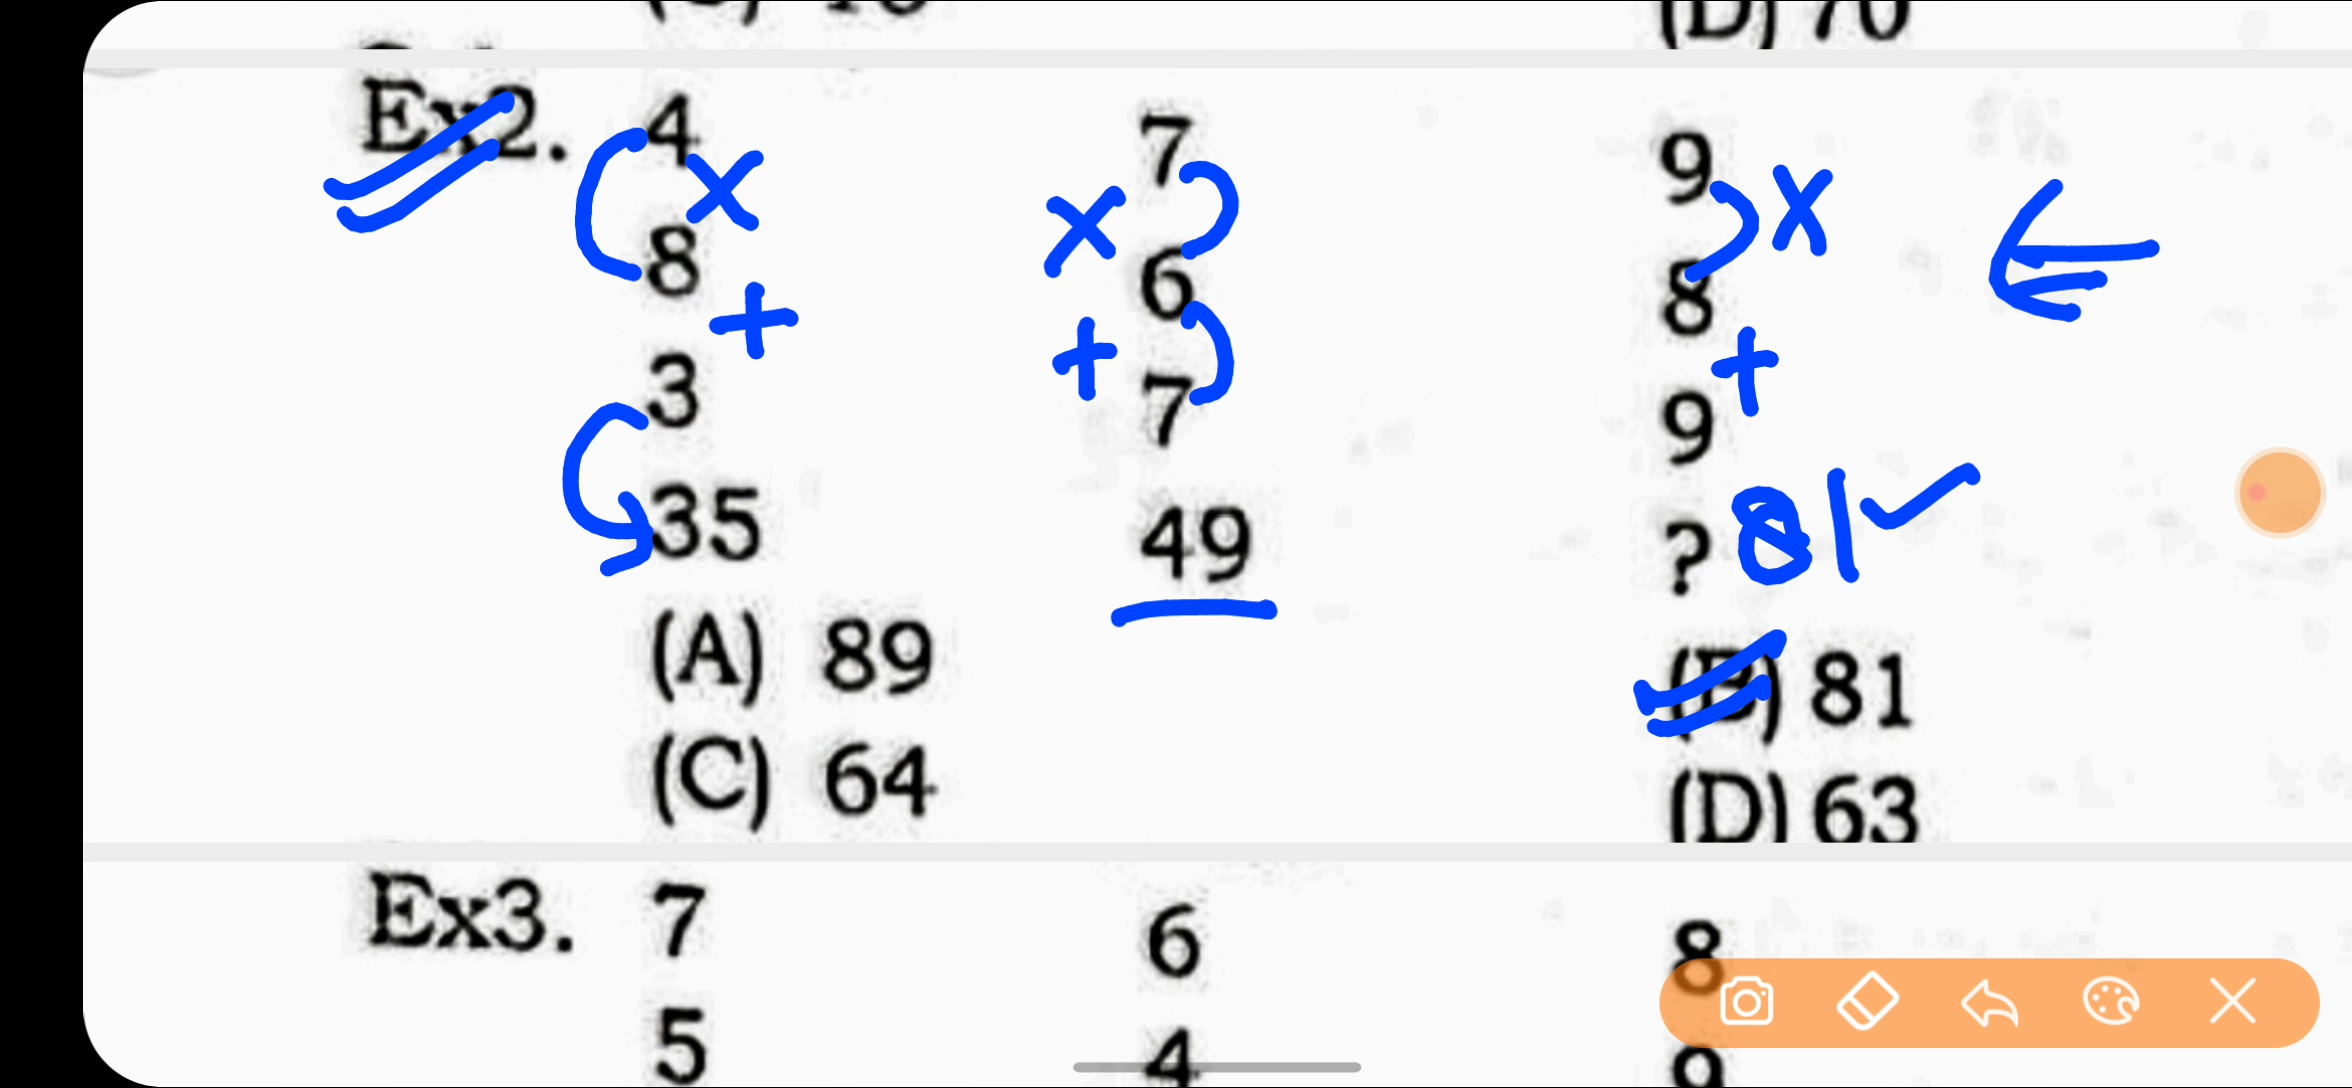 (D) 70
Ex2. 4 7 9
× × ×
8 6 8
+ + +
3 7 9
35 49 ? 81
(A) 89 (B) 81
(C) 64 (D) 63
Ex3. 7 6 8
5 4 9